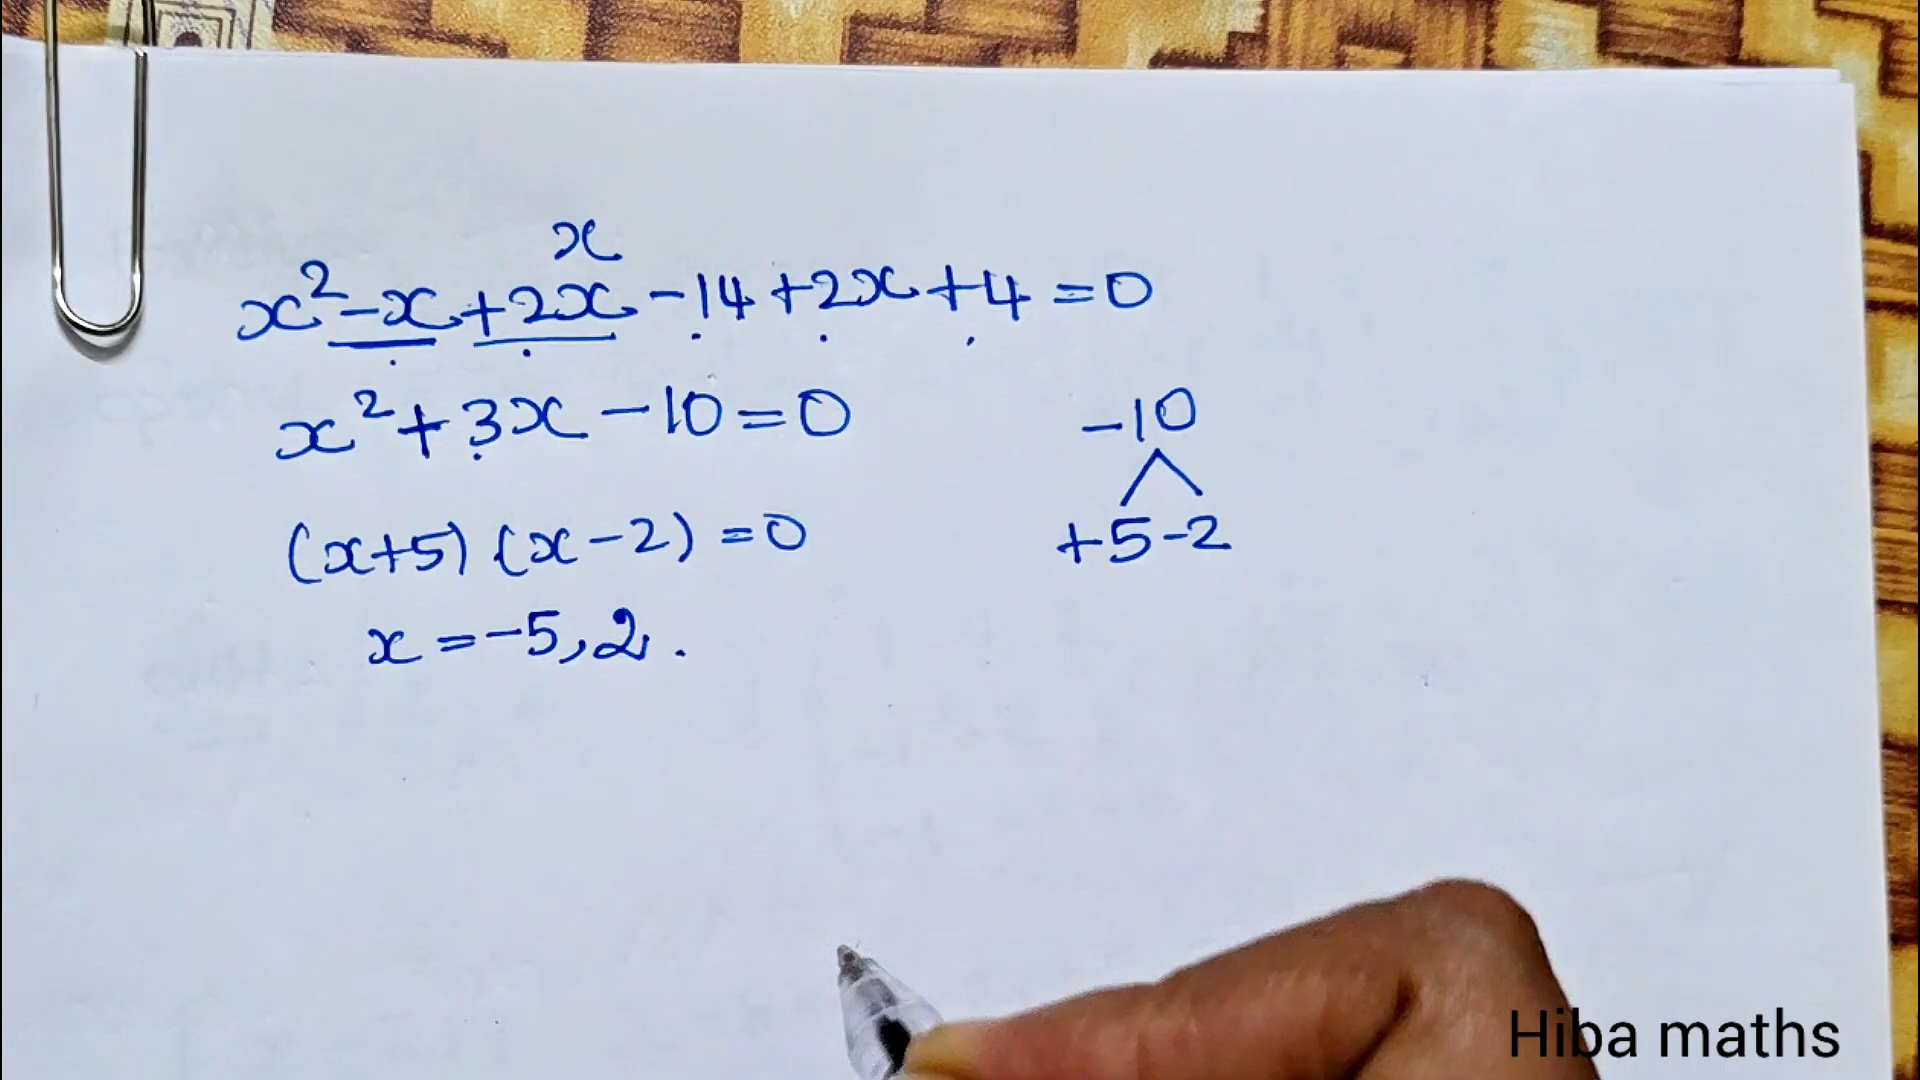 x
x² -x +2x -14 +2x +4 = 0
x² + 3x - 10 = 0
-10
(x+5) (x-2) = 0
+5 -2
x = -5, 2.
Hiba maths